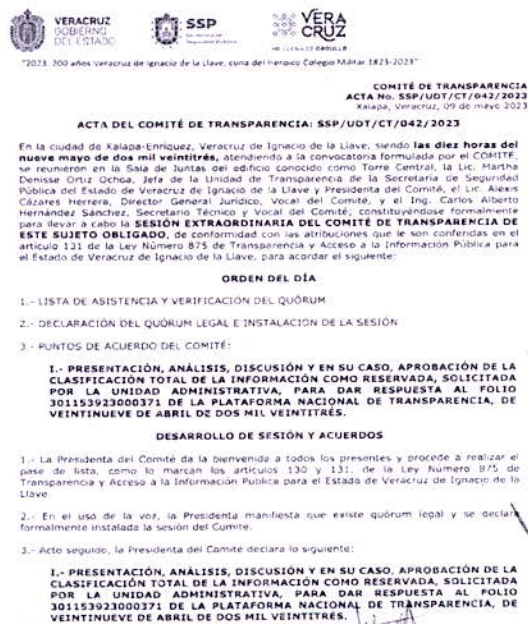 VERACRUZ
GOBIERNO
DEL ESTADO
SSP
VERA
CRUZ
ME LLENA DE ORGULLO
"2023: 200 años Veracruz de Ignacio de la Llave, cuna del Heroico Colegio Militar 1823-2023"
COMITÉ DE TRANSPARENCIA
ACTA No. SSP/UDT/CT/042/2023
Xalapa, Veracruz, 09 de mayo 2023
ACTA DEL COMITÉ DE TRANSPARENCIA: SSP/UDT/CT/042/2023
En la ciudad de Xalapa-Enríquez, Veracruz de Ignacio de la Llave, siendo las diez horas del
nueve mayo de dos mil veintitrés, atendiendo a la convocatoria formulada por el COMITÉ,
se reunieron en la Sala de Juntas del edificio conocido como Torre Central, la Lic. Martha
Denisse Ortiz Ochoa, Jefa de la Unidad de Transparencia de la Secretaría de Seguridad
Pública del Estado de Veracruz de Ignacio de la Llave y Presidenta del Comité, el Lic. Alexis
Cázares Herrera, Director General Jurídico, Vocal del Comité, y el Ing. Carlos Alberto
Hernández Sánchez, Secretario Técnico y Vocal del Comité; constituyéndose formalmente
para llevar a cabo la SESIÓN EXTRAORDINARIA DEL COMITÉ DE TRANSPARENCIA DE
ESTE SUJETO OBLIGADO, de conformidad con las atribuciones que le son conferidas en el
artículo 131 de la Ley Número 875 de Transparencia y Acceso a la Información Pública para
el Estado de Veracruz de Ignacio de la Llave, para acordar el siguiente:
ORDEN DEL DÍA
1.- LISTA DE ASISTENCIA Y VERIFICACIÓN DEL QUÓRUM
2.- DECLARACIÓN DEL QUÓRUM LEGAL E INSTALACION DE LA SESIÓN
3.- PUNTOS DE ACUERDO DEL COMITÉ:
I.- PRESENTACIÓN, ANÁLISIS, DISCUSIÓN Y EN SU CASO, APROBACIÓN DE LA
CLASIFICACIÓN TOTAL DE LA INFORMACIÓN COMO RESERVADA, SOLICITADA
POR LA UNIDAD ADMINISTRATIVA, PARA DAR RESPUESTA AL FOLIO
301153923000371 DE LA PLATAFORMA NACIONAL DE TRANSPARENCIA, DE
VEINTINUEVE DE ABRIL DE DOS MIL VEINTITRÉS.
DESARROLLO DE SESIÓN Y ACUERDOS
1.- La Presidenta del Comité da la bienvenida a todos los presentes y procede a realizar el
pase de lista, como lo marcan los artículos 130 y 131, de la Ley Número 875 de
Transparencia y Acceso a la Información Pública para el Estado de Veracruz de Ignacio de la
Llave
2.- En el uso de la voz, la Presidenta manifiesta que existe quórum legal y se declara
formalmente instalada la sesión del Comité.
3.- Acto seguido, la Presidenta del Comité declara lo siguiente:
I.- PRESENTACIÓN, ANÁLISIS, DISCUSIÓN Y EN SU CASO, APROBACIÓN DE LA
CLASIFICACIÓN TOTAL DE LA INFORMACIÓN COMO RESERVADA, SOLICITADA
POR LA UNIDAD ADMINISTRATIVA, PARA DAR RESPUESTA AL FOLIO
301153923000371 DE LA PLATAFORMA NACIONAL DE TRANSPARENCIA, DE
VEINTINUEVE DE ABRIL DE DOS MIL VEINTITRÉS.